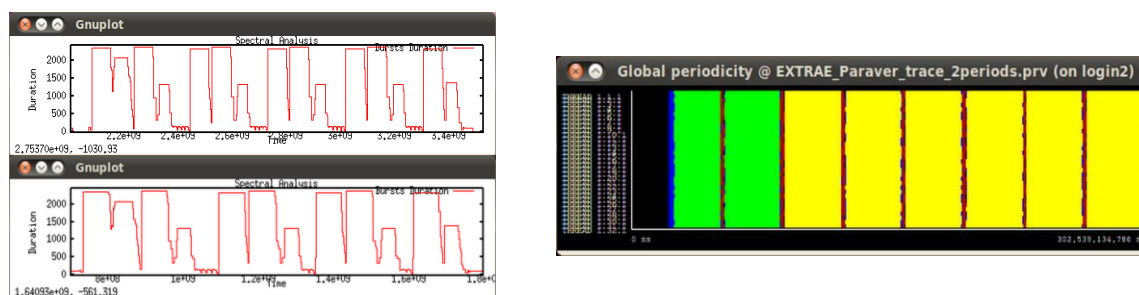 Gnuplot
Spectral Analysis
Bursts Duration
Duration
2000
1500
1000
500
0
2.2e+09 2.4e+09 2.6e+09 2.8e+09 3e+09 3.2e+09 3.4e+09
Time
2.75370e+09, -1030.93
Gnuplot
Spectral Analysis
Bursts Duration
Duration
2000
1500
1000
500
0
8e+08 1e+09 1.2e+09 1.4e+09 1.6e+09 1.8e+0
Time
1.64093e+09, -561.319
Global periodicity @ EXTRAE_Paraver_trace_2periods.prv (on login2)
0 ns
302,539,134,786